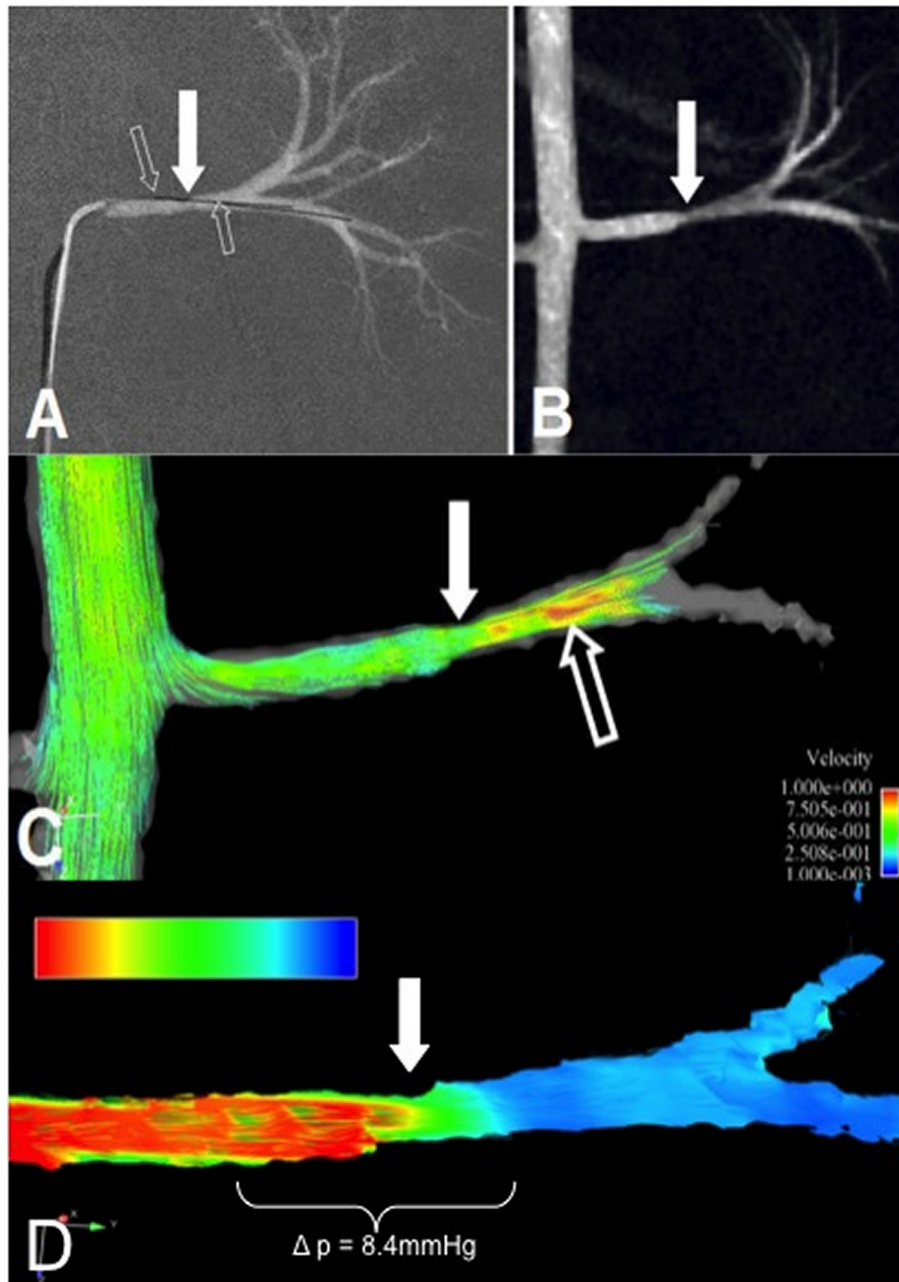 A
B
C
Velocity
1.000e+000
7.505e-001
5.006e-001
2.508e-001
1.000e-003
D
X
Y
Δ p = 8.4mmHg